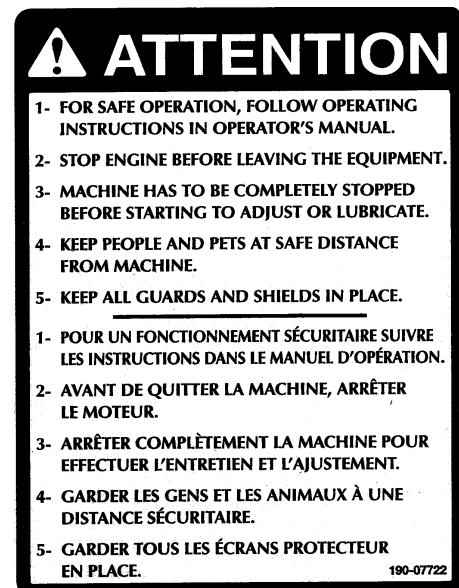 ATTENTION
1- FOR SAFE OPERATION, FOLLOW OPERATING
INSTRUCTIONS IN OPERATOR'S MANUAL.
2- STOP ENGINE BEFORE LEAVING THE EQUIPMENT.
3- MACHINE HAS TO BE COMPLETELY STOPPED
BEFORE STARTING TO ADJUST OR LUBRICATE.
4- KEEP PEOPLE AND PETS AT SAFE DISTANCE
FROM MACHINE.
5- KEEP ALL GUARDS AND SHIELDS IN PLACE.
1- POUR UN FONCTIONNEMENT SÉCURITAIRE SUIVRE
LES INSTRUCTIONS DANS LE MANUEL D'OPÉRATION.
2- AVANT DE QUITTER LA MACHINE, ARRÊTER
LE MOTEUR.
3- ARRÊTER COMPLÈTEMENT LA MACHINE POUR
EFFECTUER L'ENTRETIEN ET L'AJUSTEMENT.
4- GARDER LES GENS ET LES ANIMAUX À UNE
DISTANCE SÉCURITAIRE.
5- GARDER TOUS LES ÉCRANS PROTECTEUR
EN PLACE. 190-07722